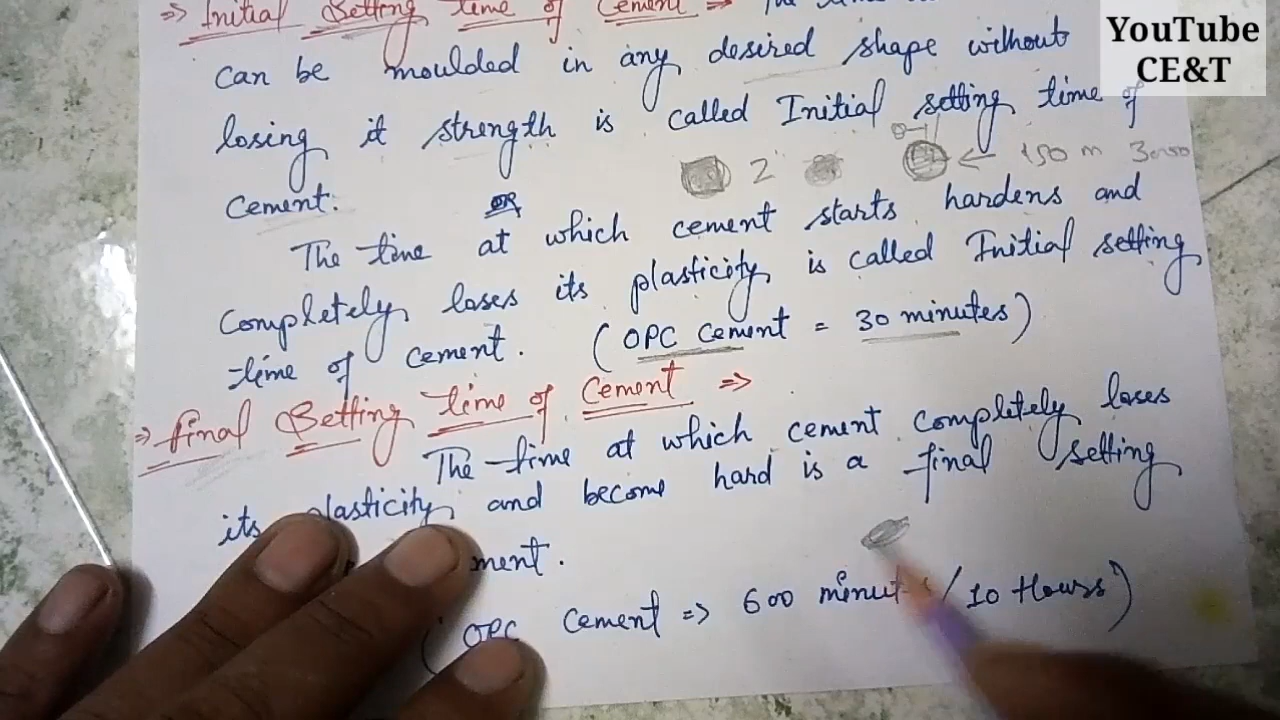 ⇒ Initial Setting time of Cement ⇒ The
YouTube
CE&T
can be moulded in any desired shape without
losing it strength is called Initial setting time of
cement.
2
← 150 m
OR
The time at which cement starts hardens and
completely loses its plasticity is called Initial setting
time of cement. (OPC cement = 30 minutes)
⇒ final Setting time of Cement ⇒
The time at which cement completely loses
its plasticity and become hard is a final setting
ment.
(OPC cement ⇒ 600 minut /10 Hours)